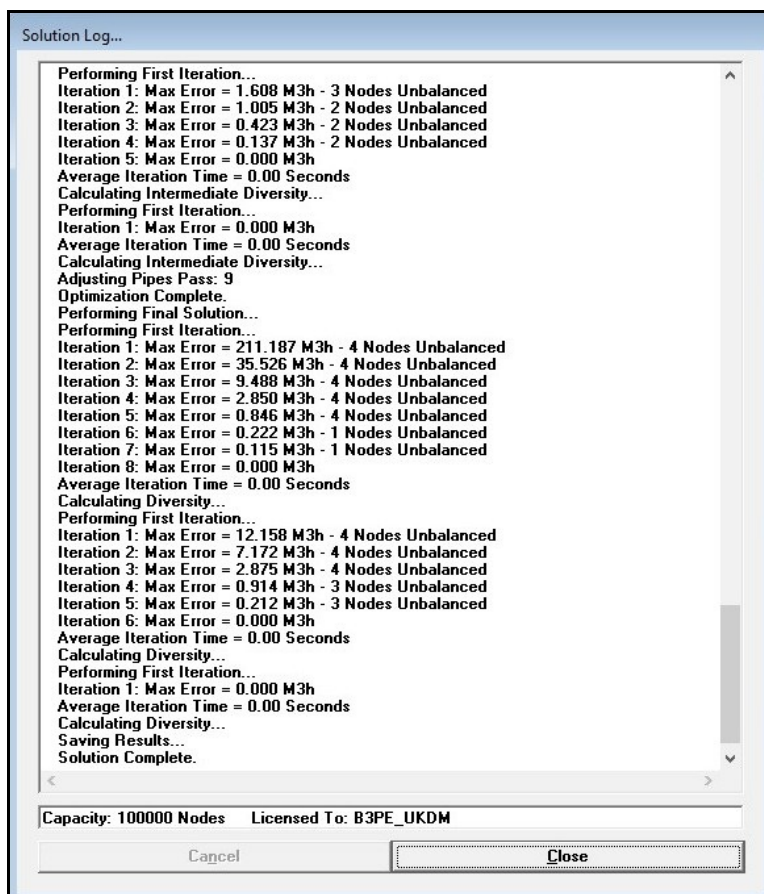 Solution Log...
Performing First Iteration...
Iteration 1: Max Error = 1.608 M3h - 3 Nodes Unbalanced
Iteration 2: Max Error = 1.005 M3h - 2 Nodes Unbalanced
Iteration 3: Max Error = 0.423 M3h - 2 Nodes Unbalanced
Iteration 4: Max Error = 0.137 M3h - 2 Nodes Unbalanced
Iteration 5: Max Error = 0.000 M3h
Average Iteration Time = 0.00 Seconds
Calculating Intermediate Diversity...
Performing First Iteration...
Iteration 1: Max Error = 0.000 M3h
Average Iteration Time = 0.00 Seconds
Calculating Intermediate Diversity...
Adjusting Pipes Pass: 9
Optimization Complete.
Performing Final Solution...
Performing First Iteration...
Iteration 1: Max Error = 211.187 M3h - 4 Nodes Unbalanced
Iteration 2: Max Error = 35.526 M3h - 4 Nodes Unbalanced
Iteration 3: Max Error = 9.488 M3h - 4 Nodes Unbalanced
Iteration 4: Max Error = 2.850 M3h - 4 Nodes Unbalanced
Iteration 5: Max Error = 0.846 M3h - 4 Nodes Unbalanced
Iteration 6: Max Error = 0.222 M3h - 1 Nodes Unbalanced
Iteration 7: Max Error = 0.115 M3h - 1 Nodes Unbalanced
Iteration 8: Max Error = 0.000 M3h
Average Iteration Time = 0.00 Seconds
Calculating Diversity...
Performing First Iteration...
Iteration 1: Max Error = 12.158 M3h - 4 Nodes Unbalanced
Iteration 2: Max Error = 7.172 M3h - 4 Nodes Unbalanced
Iteration 3: Max Error = 2.875 M3h - 4 Nodes Unbalanced
Iteration 4: Max Error = 0.914 M3h - 3 Nodes Unbalanced
Iteration 5: Max Error = 0.212 M3h - 3 Nodes Unbalanced
Iteration 6: Max Error = 0.000 M3h
Average Iteration Time = 0.00 Seconds
Calculating Diversity...
Performing First Iteration...
Iteration 1: Max Error = 0.000 M3h
Average Iteration Time = 0.00 Seconds
Calculating Diversity...
Saving Results...
Solution Complete.
Capacity: 100000 Nodes Licensed To: B3PE_UKDM
Cancel Close